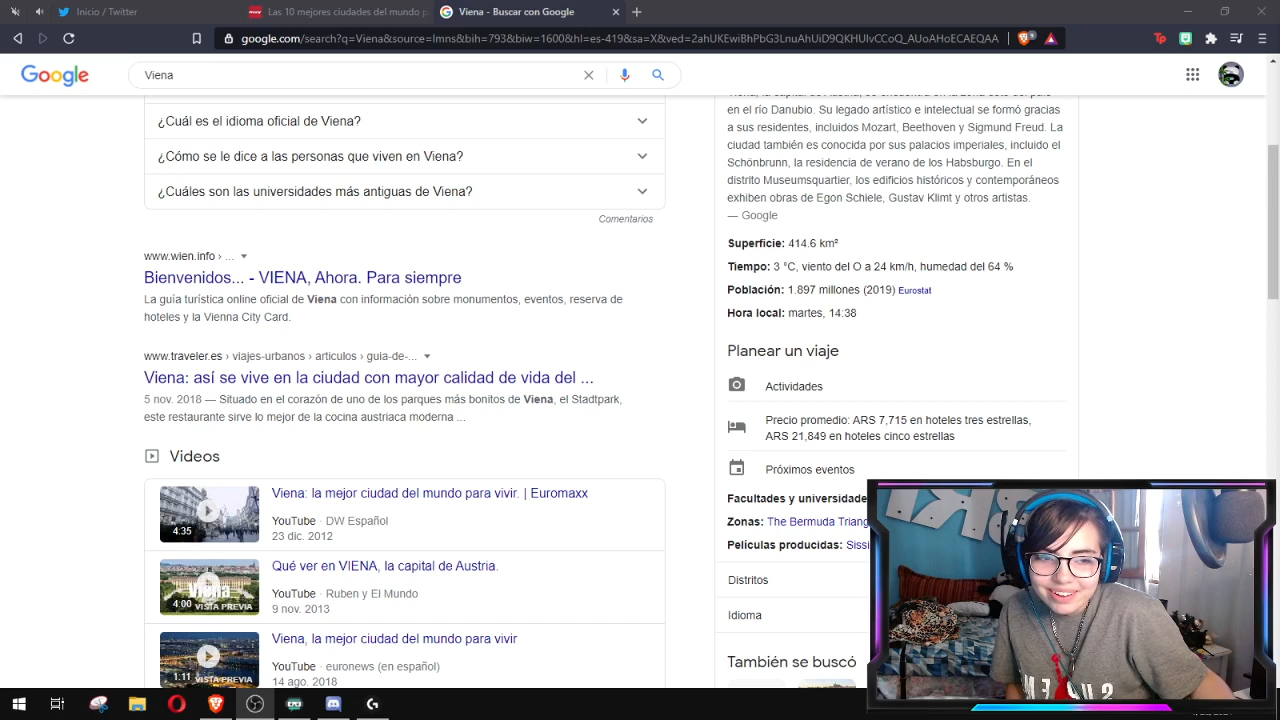 Inicio / Twitter
Las 10 mejores ciudades del mundo p
Viena - Buscar con Google
google.com/search?q=Viena&source=lmns&bih=793&biw=1600&hl=es-419&sa=X&ved=2ahUKEwiBhPbG3LnuAhUiD9QKHUIvCCoQ_AUoAHoECAEQAA
Google
Viena
¿Cuál es el idioma oficial de Viena?
¿Cómo se le dice a las personas que viven en Viena?
¿Cuáles son las universidades más antiguas de Viena?
Comentarios
www.wien.info › ...
Bienvenidos... - VIENA, Ahora. Para siempre
La guía turística online oficial de Viena con información sobre monumentos, eventos, reserva de
hoteles y la Vienna City Card.
www.traveler.es › viajes-urbanos › articulos › guia-de-...
Viena: así se vive en la ciudad con mayor calidad de vida del ...
5 nov. 2018 — Situado en el corazón de uno de los parques más bonitos de Viena, el Stadtpark,
este restaurante sirve lo mejor de la cocina austriaca moderna ...
Videos
4:35
Viena: la mejor ciudad del mundo para vivir. | Euromaxx
YouTube · DW Español
23 dic. 2012
4:00
VISTA PREVIA
Qué ver en VIENA, la capital de Austria.
YouTube · Ruben y El Mundo
9 nov. 2013
1:11
VISTA PREVIA
Viena, la mejor ciudad del mundo para vivir
YouTube · euronews (en español)
14 ago. 2018
en el río Danubio. Su legado artístico e intelectual se formó gracias
a sus residentes, incluidos Mozart, Beethoven y Sigmund Freud. La
ciudad también es conocida por sus palacios imperiales, incluido el
Schönbrunn, la residencia de verano de los Habsburgo. En el
distrito Museumsquartier, los edificios históricos y contemporáneos
exhiben obras de Egon Schiele, Gustav Klimt y otros artistas.
— Google
Superficie: 414.6 km²
Tiempo: 3 °C, viento del O a 24 km/h, humedad del 64 %
Población: 1.897 millones (2019) Eurostat
Hora local: martes, 14:38
Planear un viaje
Actividades
Precio promedio: ARS 7,715 en hoteles tres estrellas,
ARS 21,849 en hoteles cinco estrellas
Próximos eventos
Facultades y universidade
Zonas: The Bermuda Triang
Películas producidas: Sissi
Distritos
Idioma
También se buscó